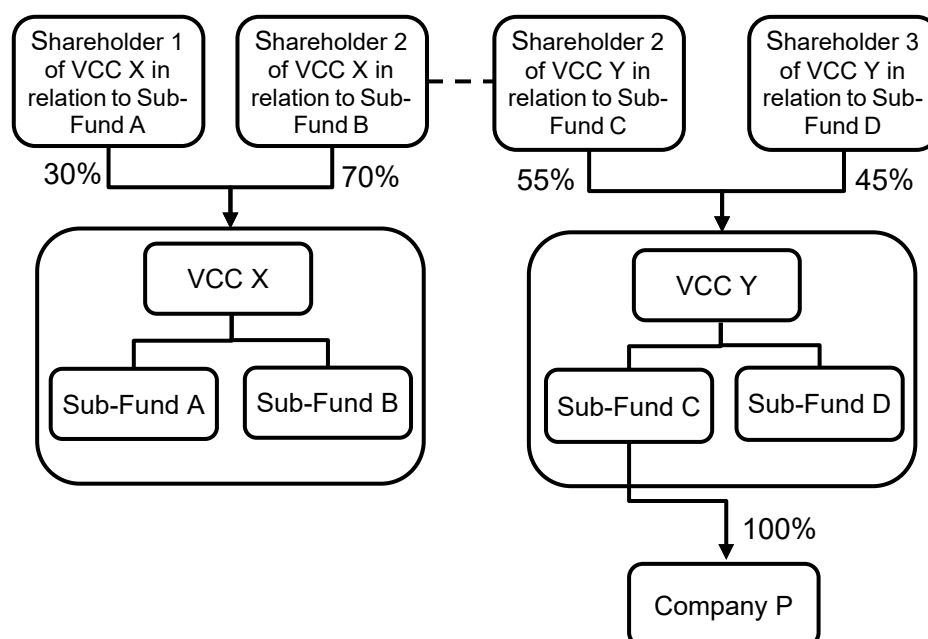 Shareholder 1
of VCC X in
relation to Sub-
Fund A
Shareholder 2
of VCC X in
relation to Sub-
Fund B
Shareholder 2
of VCC Y in
relation to Sub-
Fund C
Shareholder 3
of VCC Y in
relation to Sub-
Fund D
30%
70%
55%
45%
VCC X
VCC Y
Sub-Fund A
Sub-Fund B
Sub-Fund C
Sub-Fund D
100%
Company P